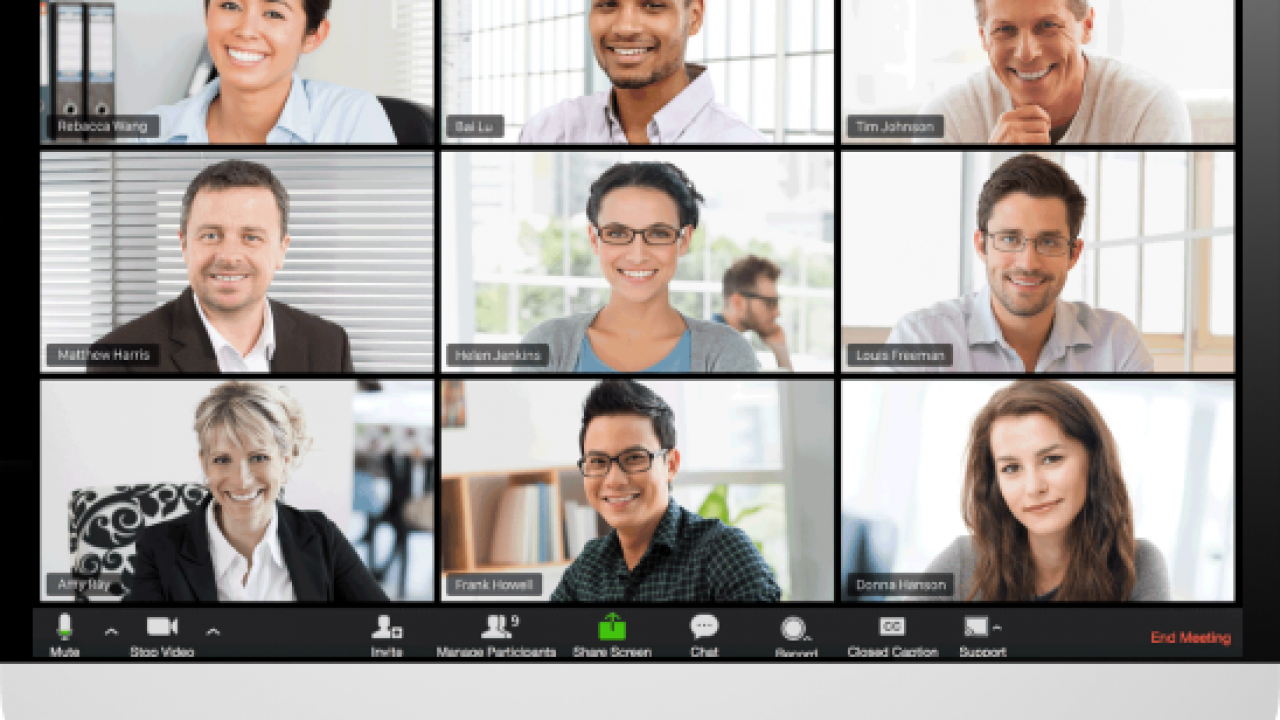 Rebacca Wang
Bai Lu
Tim Johnson
Matthew Harris
Helen Jenkins
Louis Freeman
Amy Ray
Frank Howell
Donna Hanson
9
Mute
Stop Video
Invite
Manage Participants
Share Screen
Chat
Record
CC
Closed Caption
Support
End Meeting